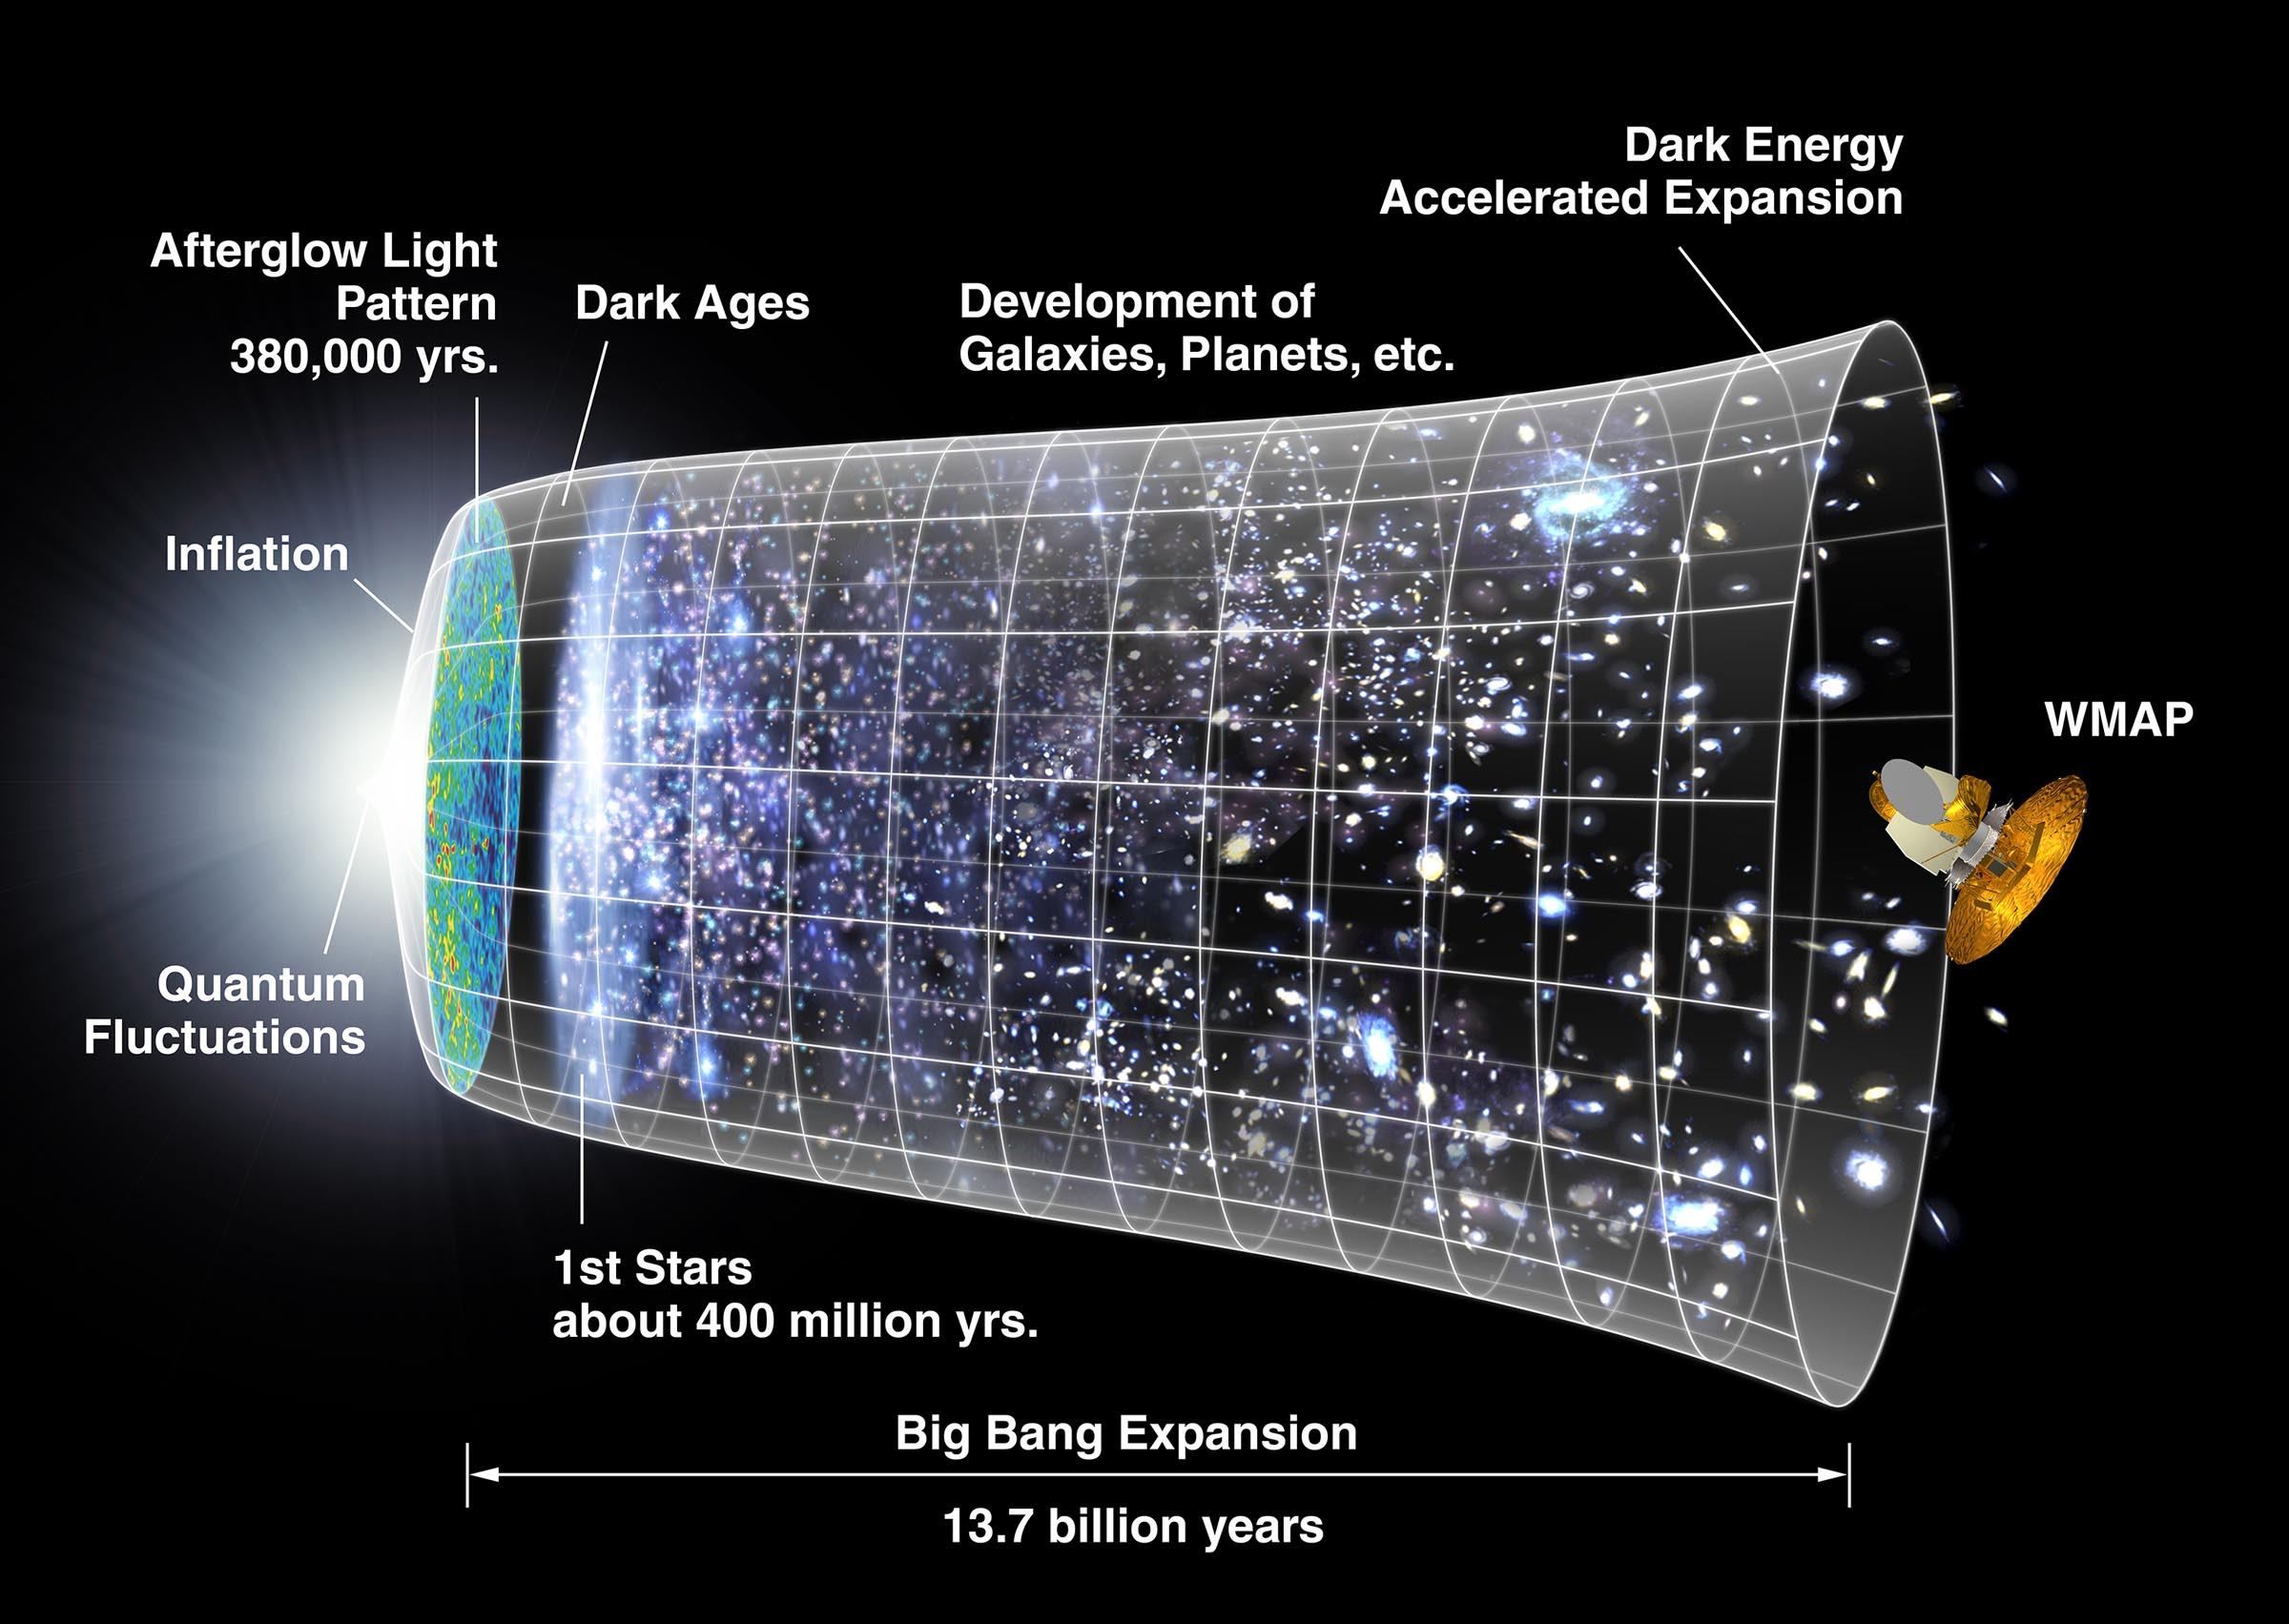 Dark Energy
Accelerated Expansion
Afterglow Light
Pattern
380,000 yrs.
Dark Ages
Development of
Galaxies, Planets, etc.
Inflation
WMAP
Quantum
Fluctuations
1st Stars
about 400 million yrs.
Big Bang Expansion
13.7 billion years